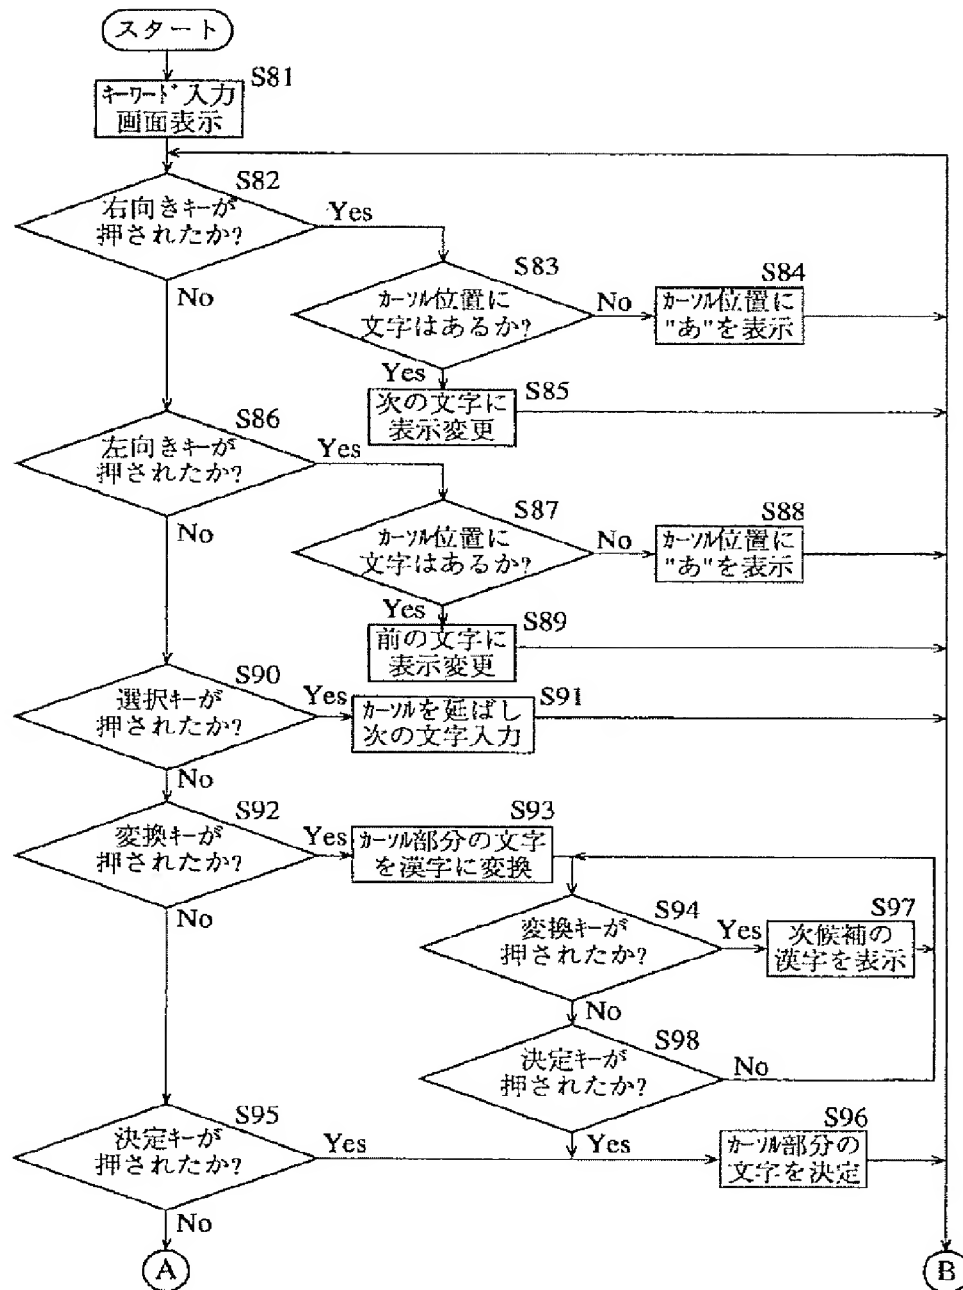 スタート
S81
キーワード入力
画面表示
S82
右向きキーが
押されたか?
Yes
No
S83
カーソル位置に
文字はあるか?
No
Yes
S84
カーソル位置に
"あ"を表示
S85
次の文字に
表示変更
S86
左向きキーが
押されたか?
Yes
No
S87
カーソル位置に
文字はあるか?
No
Yes
S88
カーソル位置に
"あ"を表示
S89
前の文字に
表示変更
S90
選択キーが
押されたか?
Yes
No
S91
カーソルを延ばし
次の文字入力
S92
変換キーが
押されたか?
Yes
No
S93
カーソル部分の文字
を漢字に変換
S94
変換キーが
押されたか?
Yes
No
S97
次候補の
漢字を表示
S98
決定キーが
押されたか?
No
Yes
S95
決定キーが
押されたか?
Yes
No
S96
カーソル部分の
文字を決定
A
B